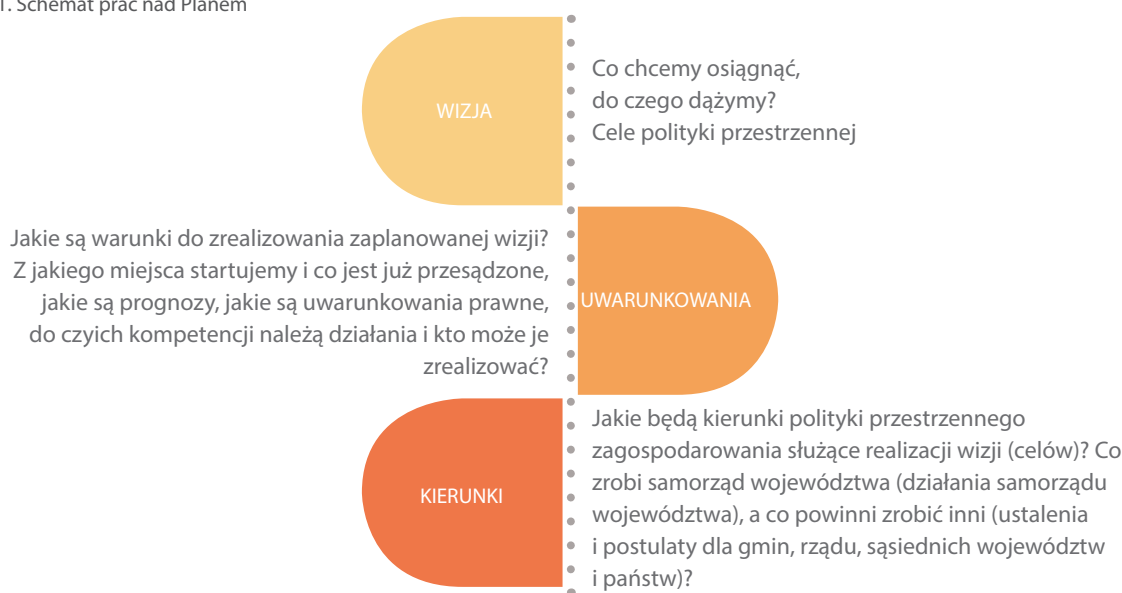 1. Schemat prac nad Planem
WIZJA
Co chcemy osiągnąć,
do czego dążymy?
Cele polityki przestrzennej
Jakie są warunki do zrealizowania zaplanowanej wizji?
Z jakiego miejsca startujemy i co jest już przesądzone,
jakie są prognozy, jakie są uwarunkowania prawne,
do czyich kompetencji należą działania i kto może je
zrealizować?
UWARUNKOWANIA
KIERUNKI
Jakie będą kierunki polityki przestrzennego
zagospodarowania służące realizacji wizji (celów)? Co
zrobi samorząd województwa (działania samorządu
województwa), a co powinni zrobić inni (ustalenia
i postulaty dla gmin, rządu, sąsiednich województw
i państw)?